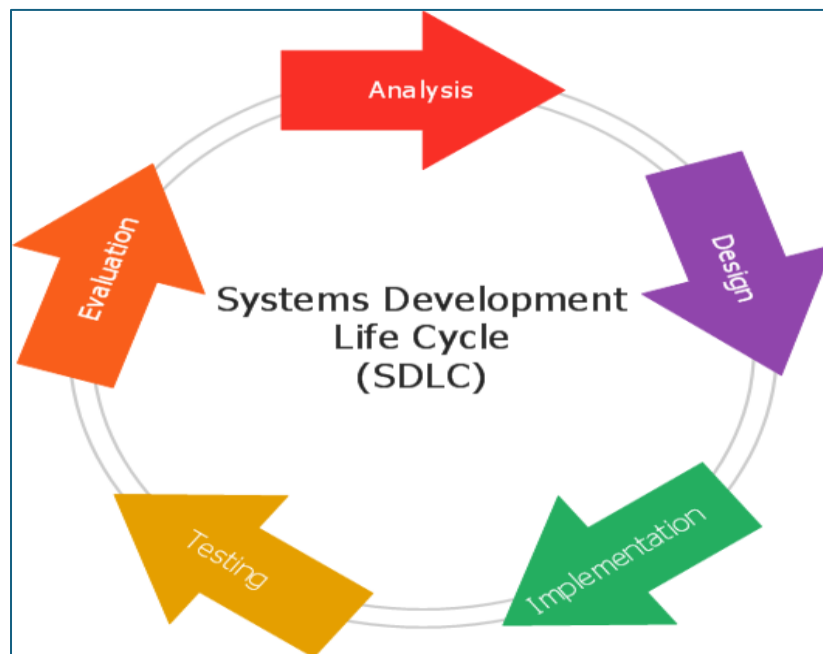 Analysis
Design
Implementation
Testing
Evaluation
Systems Development
Life Cycle
(SDLC)